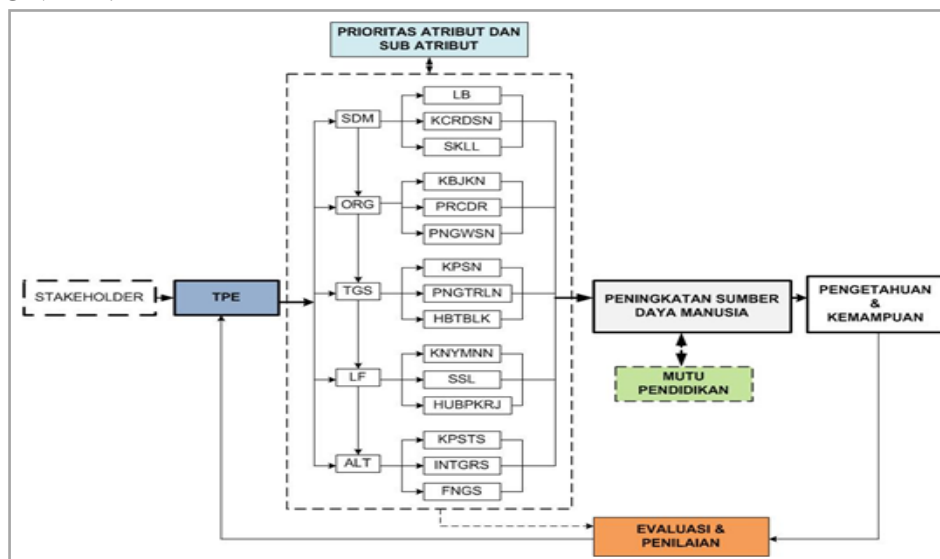 PRIORITAS ATRIBUT DAN
SUB ATRIBUT
SDM
LB
KCRDSN
SKLL
ORG
KBJKN
PRCDR
PNGWSN
STAKEHOLDER
TPE
TGS
KPSN
PNGTRLN
HBTBLK
LF
KNYMNN
SSL
HUBPKRJ
ALT
KPSTS
INTGRS
FNGS
PENINGKATAN SUMBER
DAYA MANUSIA
PENGETAHUAN
&
KEMAMPUAN
MUTU
PENDIDIKAN
EVALUASI &
PENILAIAN